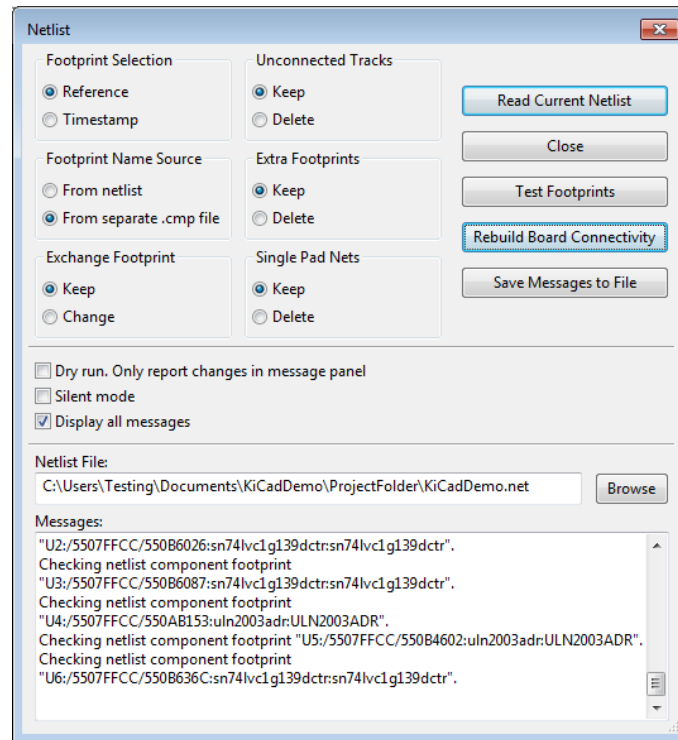 Netlist
Footprint Selection
Reference
Timestamp
Unconnected Tracks
Keep
Delete
Read Current Netlist
Close
Footprint Name Source
From netlist
From separate .cmp file
Extra Footprints
Keep
Delete
Test Footprints
Rebuild Board Connectivity
Exchange Footprint
Keep
Change
Single Pad Nets
Keep
Delete
Save Messages to File
Dry run. Only report changes in message panel
Silent mode
Display all messages
Netlist File:
C:\Users\Testing\Documents\KiCadDemo\ProjectFolder\KiCadDemo.net
Browse
Messages:
"U2:/5507FFCC/550B6026:sn74lvc1g139dctr:sn74lvc1g139dctr".
Checking netlist component footprint
"U3:/5507FFCC/550B6087:sn74lvc1g139dctr:sn74lvc1g139dctr".
Checking netlist component footprint
"U4:/5507FFCC/550AB153:uln2003adr:ULN2003ADR".
Checking netlist component footprint "U5:/5507FFCC/550B4602:uln2003adr:ULN2003ADR".
Checking netlist component footprint
"U6:/5507FFCC/550B636C:sn74lvc1g139dctr:sn74lvc1g139dctr".